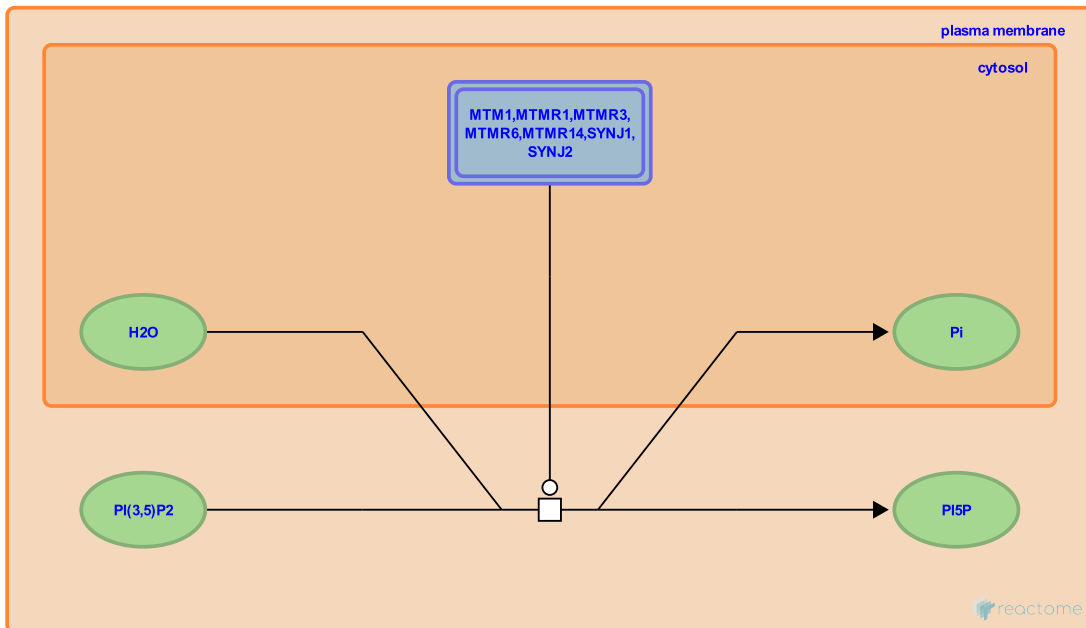 plasma membrane
cytosol
MTM1,MTMR1,MTMR3,
MTMR6,MTMR14,SYNJ1,
SYNJ2
H2O
Pi
PI(3,5)P2
PI5P
reactome